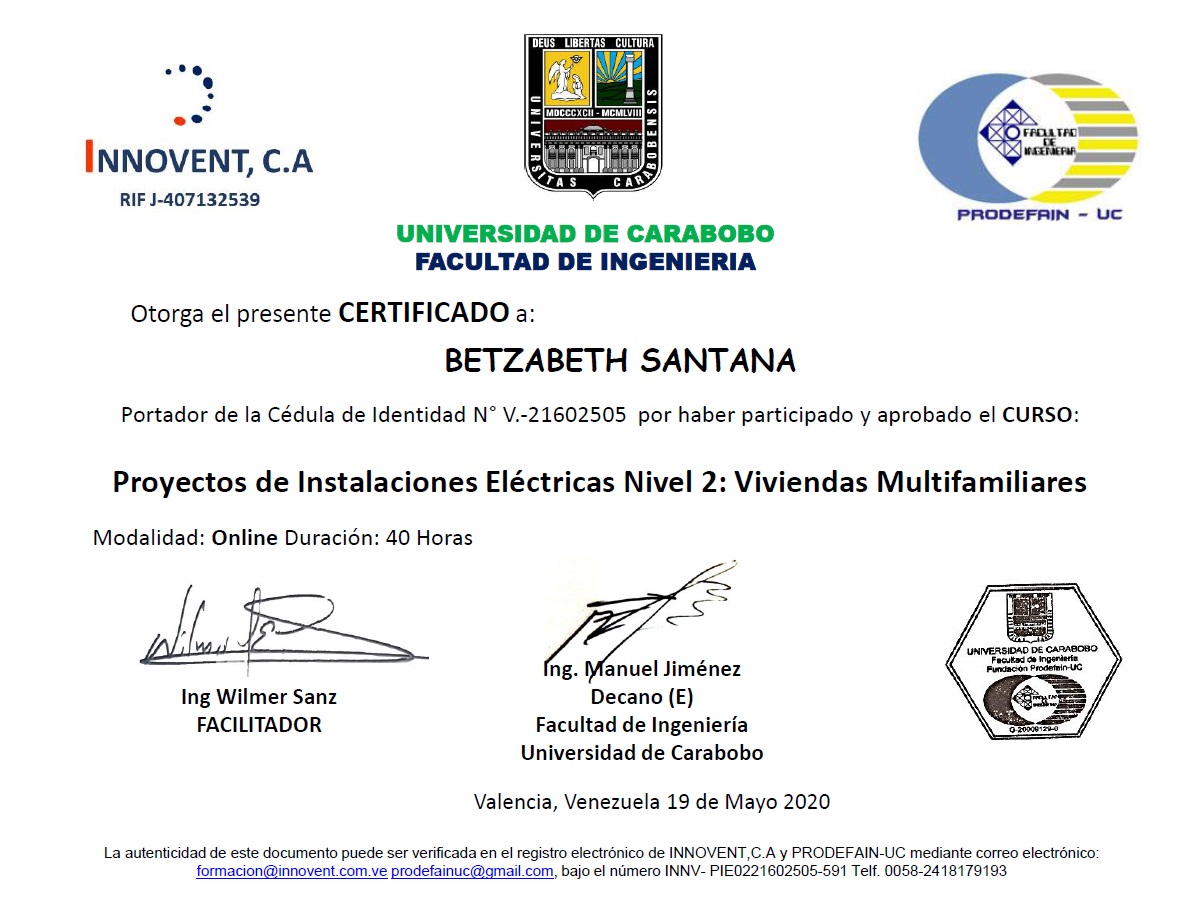 INNOVENT, C.A
RIF J-407132539
DEUS LIBERTAS CULTURA
MDCCCXCII - MCMLVIII
UNIVERSITAS CARABOBENSIS
FACULTAD
DE
INGENIERIA
PRODEFAIN - UC
UNIVERSIDAD DE CARABOBO
FACULTAD DE INGENIERIA
Otorga el presente CERTIFICADO a:
BETZABETH SANTANA
Portador de la Cédula de Identidad N° V.-21602505 por haber participado y aprobado el CURSO:
Proyectos de Instalaciones Eléctricas Nivel 2: Viviendas Multifamiliares
Modalidad: Online Duración: 40 Horas
Ing Wilmer Sanz
FACILITADOR
Ing. Manuel Jiménez
Decano (E)
Facultad de Ingeniería
Universidad de Carabobo
UNIVERSIDAD DE CARABOBO
Facultad de Ingeniería
Fundación Prodefain-UC
Valencia, Venezuela 19 de Mayo 2020
La autenticidad de este documento puede ser verificada en el registro electrónico de INNOVENT,C.A y PRODEFAIN-UC mediante correo electrónico:
formacion@innovent.com.ve prodefainuc@gmail.com, bajo el número INNV- PIE0221602505-591 Telf. 0058-2418179193